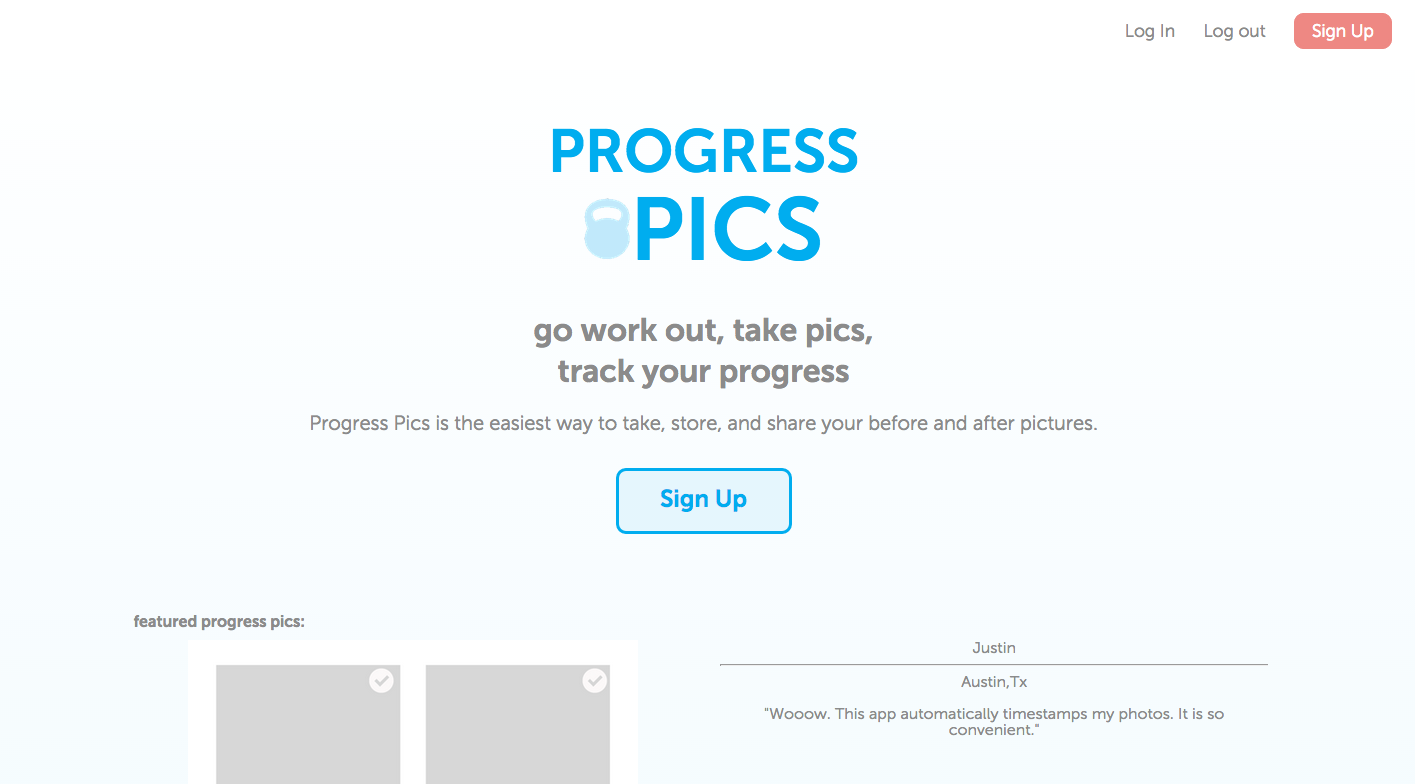 Log In Log out Sign Up
PROGRESS
PICS
go work out, take pics,
track your progress
Progress Pics is the easiest way to take, store, and share your before and after pictures.
Sign Up
featured progress pics:
Justin
Austin,Tx
"Wooow. This app automatically timestamps my photos. It is so
convenient."